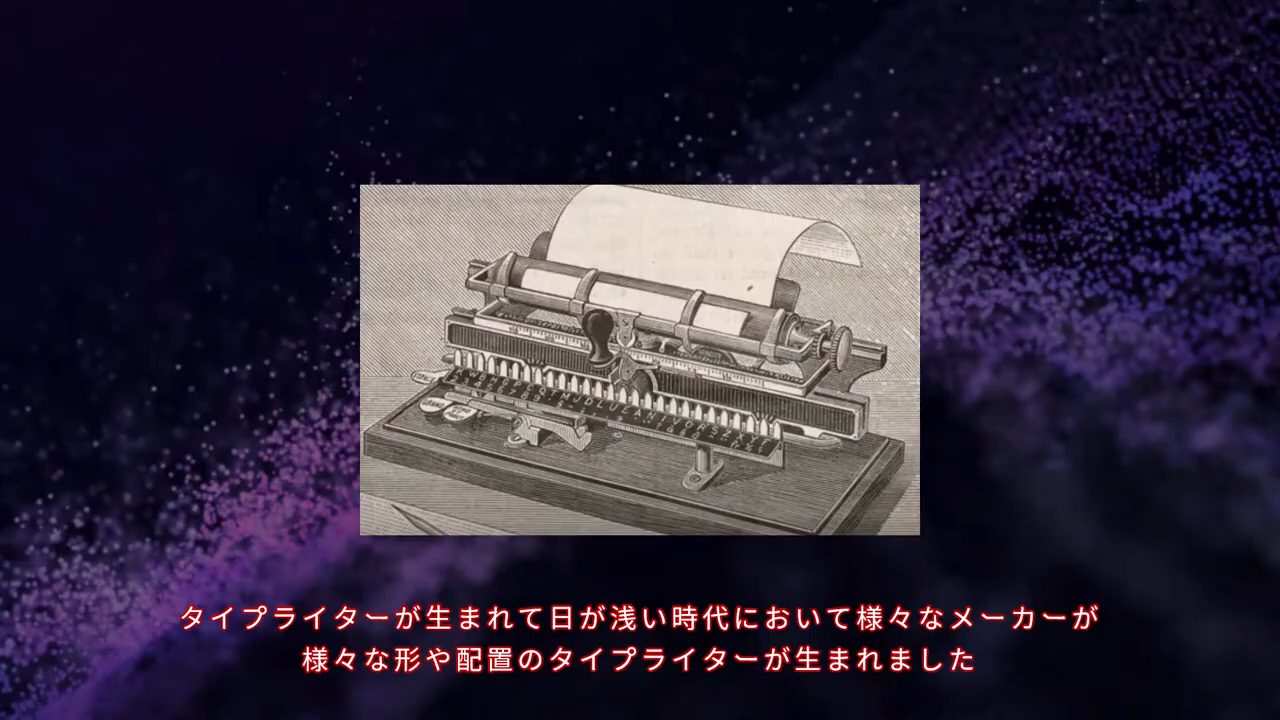 タイプライターが生まれて日が浅い時代において様々なメーカーが
様々な形や配置のタイプライターが生まれました